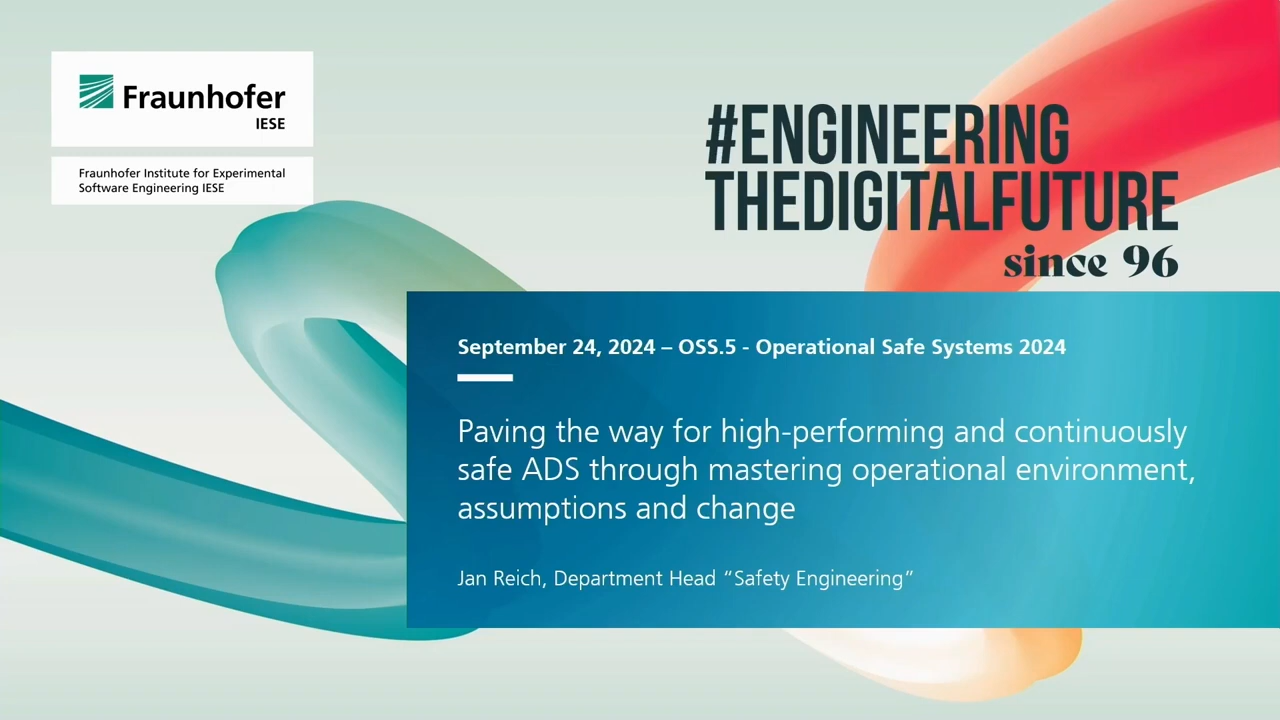 Fraunhofer
IESE
Fraunhofer Institute for Experimental
Software Engineering IESE
#ENGINEERING
THEDIGITALFUTURE
since 96
September 24, 2024 – OSS.5 - Operational Safe Systems 2024
Paving the way for high-performing and continuously
safe ADS through mastering operational environment,
assumptions and change
Jan Reich, Department Head “Safety Engineering”